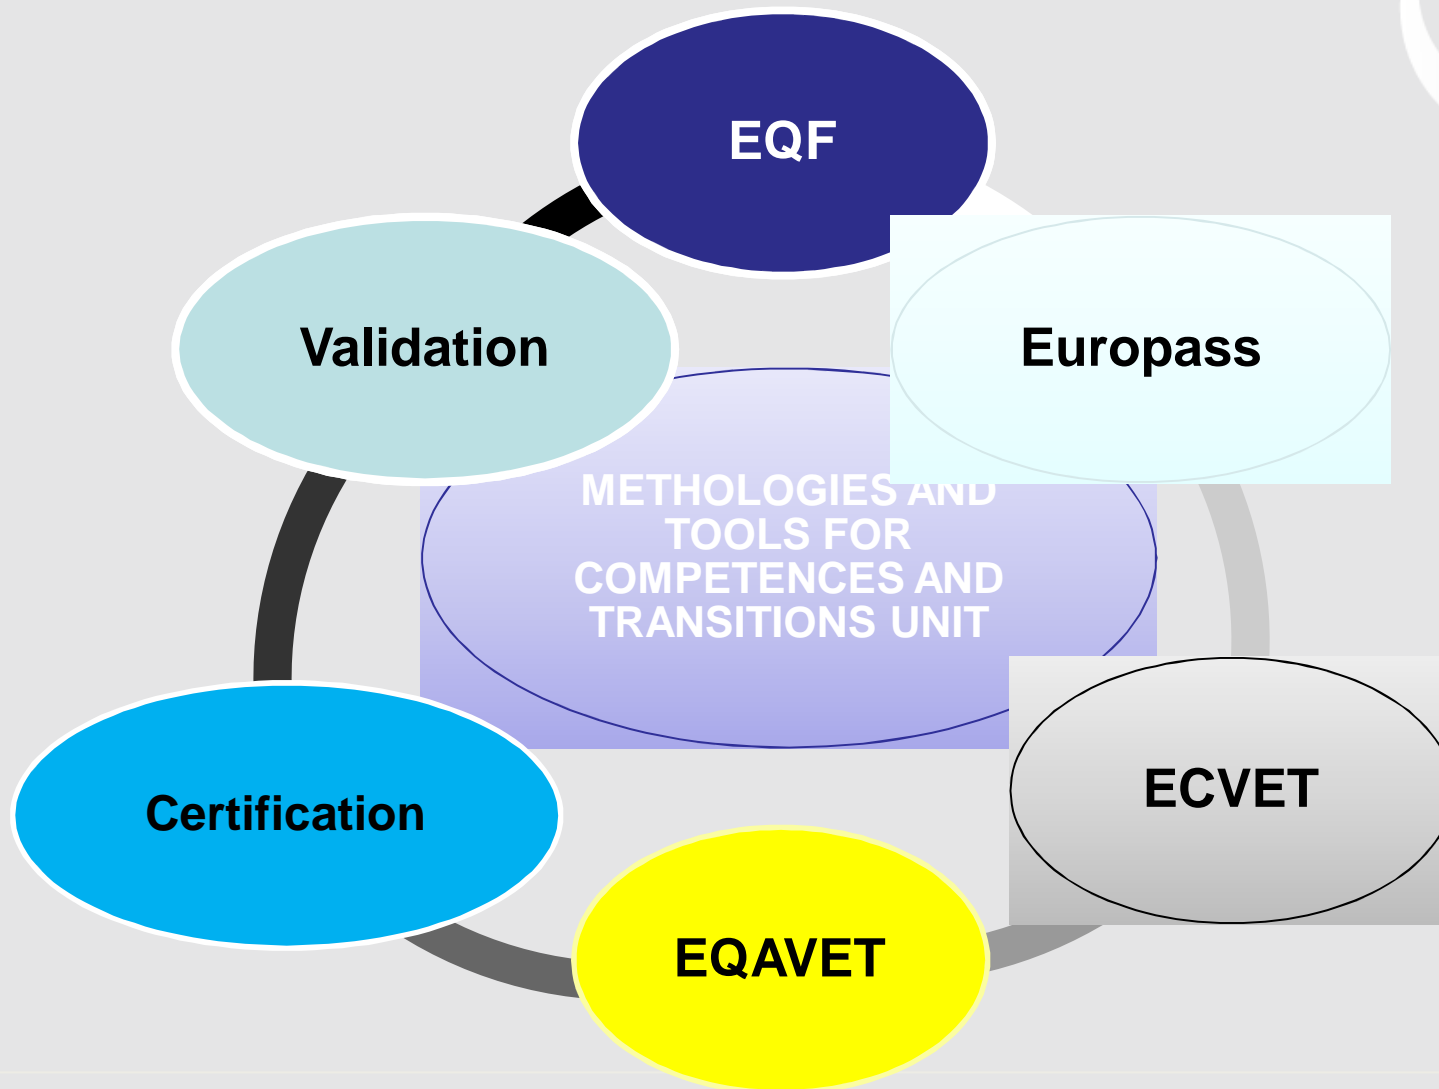 EQF
Validation
Europass
METHOLOGIES AND
TOOLS FOR
COMPETENCES AND
TRANSITIONS UNIT
Certification
ECVET
EQAVET